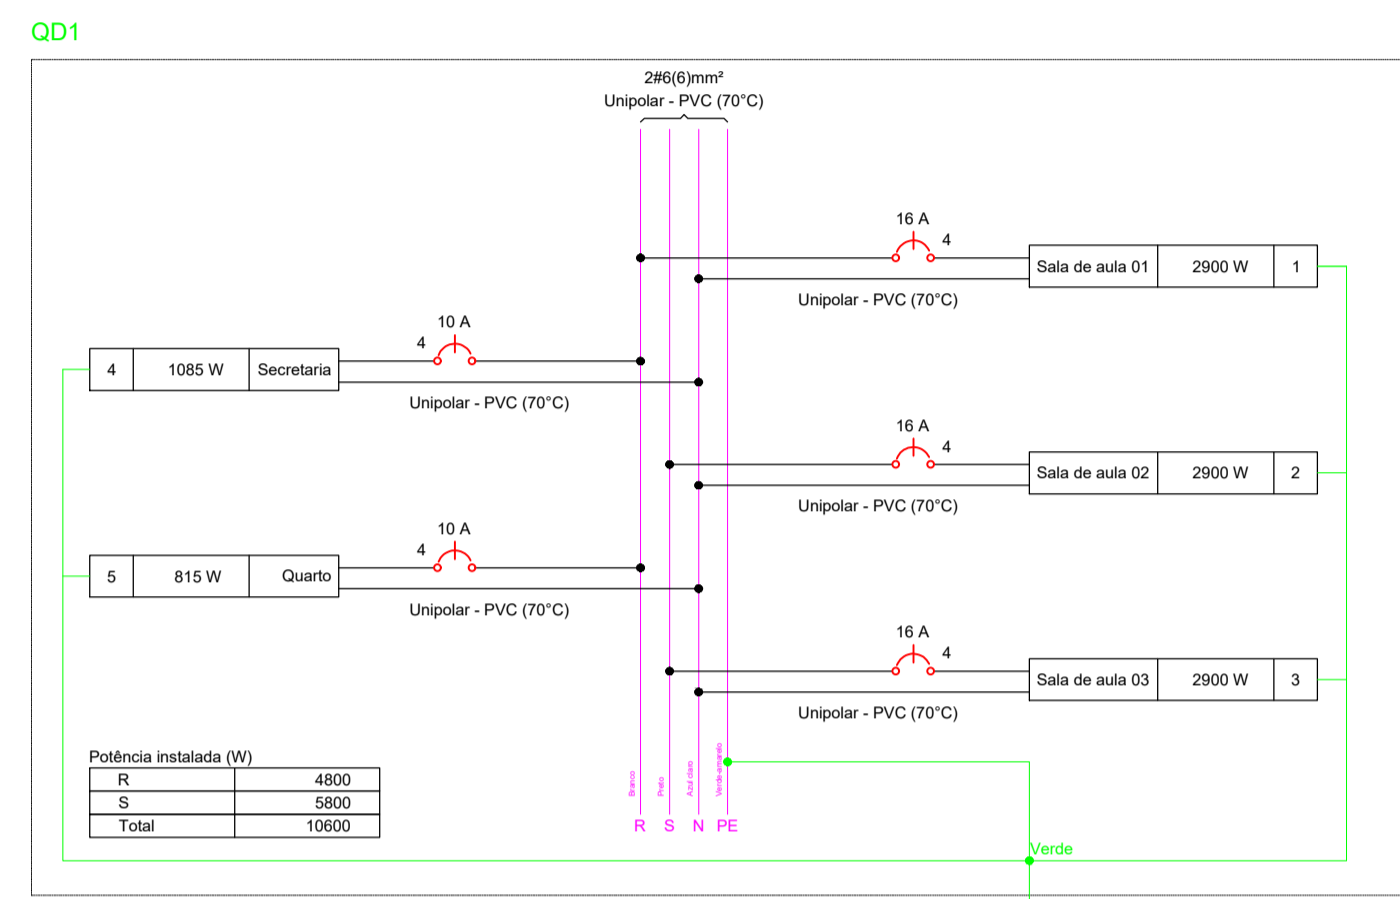 QD1
2#6(6)mm²
Unipolar - PVC (70°C)
16 A
4
Sala de aula 01 2900 W 1
Unipolar - PVC (70°C)
10 A
4
4 1085 W Secretaria
Unipolar - PVC (70°C)
16 A
4
Sala de aula 02 2900 W 2
Unipolar - PVC (70°C)
10 A
4
5 815 W Quarto
Unipolar - PVC (70°C)
16 A
4
Sala de aula 03 2900 W 3
Unipolar - PVC (70°C)
Potência instalada (W)
R 4800
S 5800
Total 10600
Branco
Preto
Azul claro
Verde-amarelo
R S N PE
Verde